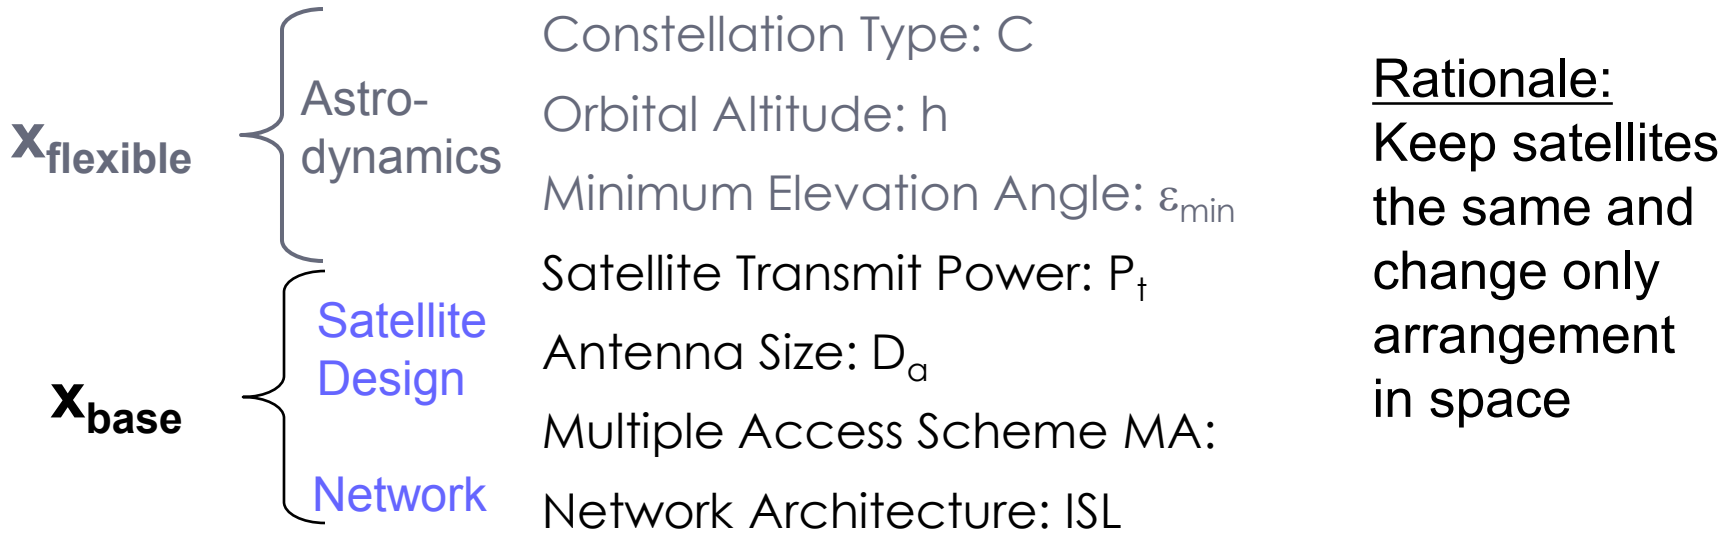 x_flexible
Astro-
dynamics
Constellation Type: C
Orbital Altitude: h
Minimum Elevation Angle: ε_min
x_base
Satellite
Design
Network
Satellite Transmit Power: P_t
Antenna Size: D_a
Multiple Access Scheme MA:
Network Architecture: ISL
Rationale:
Keep satellites
the same and
change only
arrangement
in space